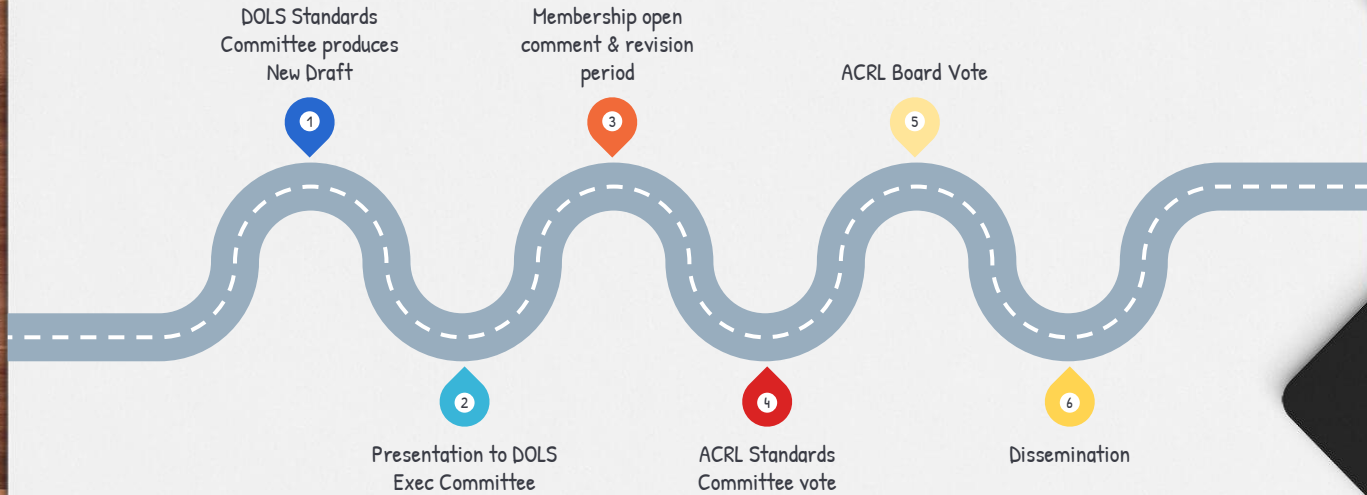 DOLS Standards
Committee produces
New Draft
1
Presentation to DOLS
Exec Committee
2
Membership open
comment & revision
period
3
ACRL Standards
Committee vote
4
ACRL Board Vote
5
Dissemination
6